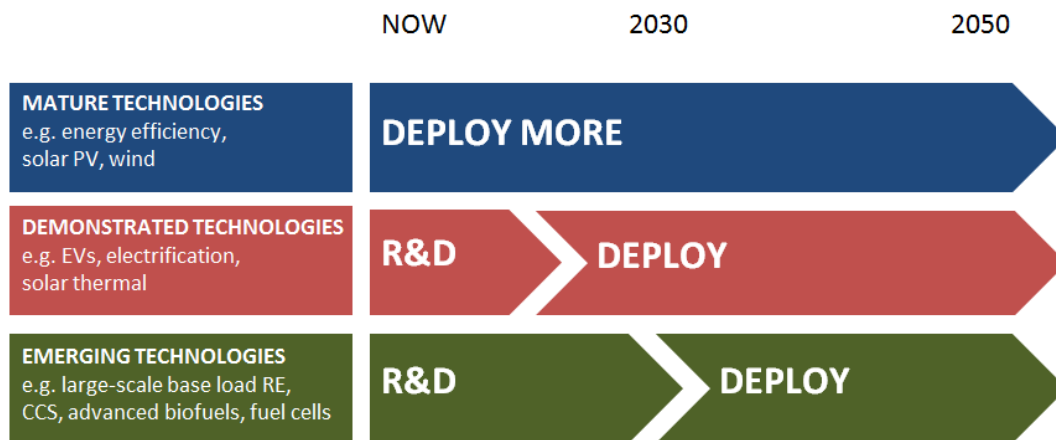 NOW 2030 2050
MATURE TECHNOLOGIES
e.g. energy efficiency,
solar PV, wind
DEPLOY MORE
DEMONSTRATED TECHNOLOGIES
e.g. EVs, electrification,
solar thermal
R&D
DEPLOY
EMERGING TECHNOLOGIES
e.g. large-scale base load RE,
CCS, advanced biofuels, fuel cells
R&D
DEPLOY